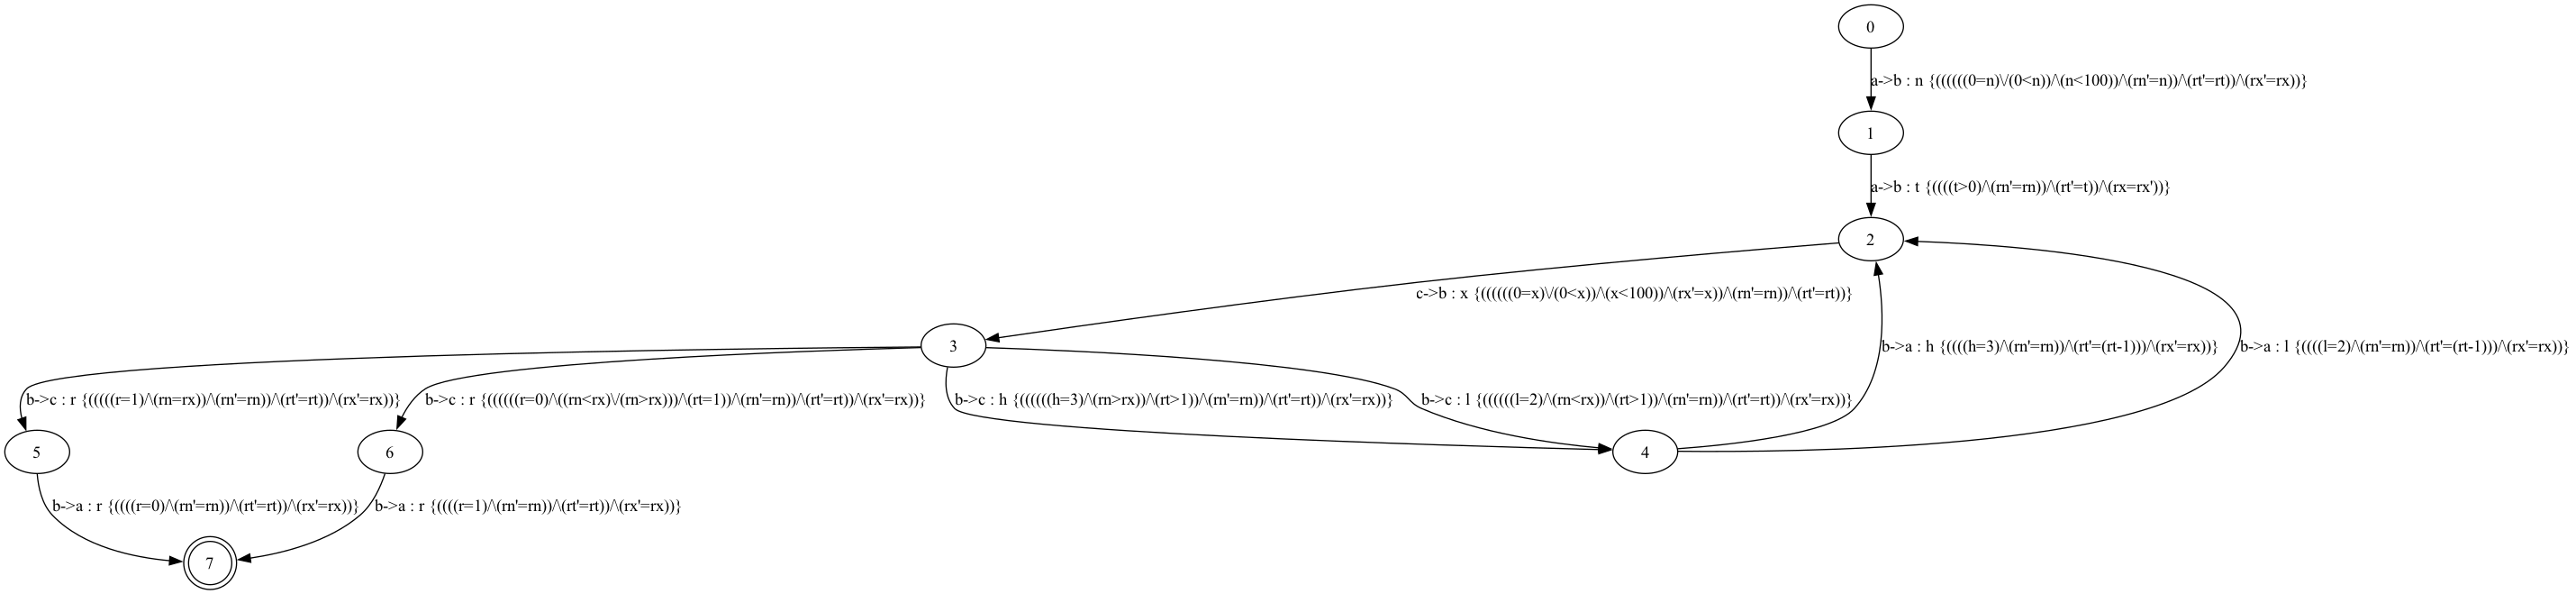 0
a->b : n {((((((0=n)\/(0<n))/\(n<100))/\(rn'=n))/\(rt'=rt))/\(rx'=rx))}
1
a->b : t {((((t>0)/\(rn'=rn))/\(rt'=t))/\(rx=rx'))}
2
c->b : x {((((((0=x)\/(0<x))/\(x<100))/\(rx'=x))/\(rn'=rn))/\(rt'=rt))}
3
b->a : h {((((h=3)/\(rn'=rn))/\(rt'=(rt-1)))/\(rx'=rx))}
b->a : l {((((l=2)/\(rn'=rn))/\(rt'=(rt-1)))/\(rx'=rx))}
b->c : r {(((((r=1)/\(rn=rx))/\(rn'=rn))/\(rt'=rt))/\(rx'=rx))}
b->c : r {((((((r=0)/\((rn<rx)\/(rn>rx)))/\(rt=1))/\(rn'=rn))/\(rt'=rt))/\(rx'=rx))}
b->c : h {((((((h=3)/\(rn>rx))/\(rt>1))/\(rn'=rn))/\(rt'=rt))/\(rx'=rx))}
b->c : l {((((((l=2)/\(rn<rx))/\(rt>1))/\(rn'=rn))/\(rt'=rt))/\(rx'=rx))}
5
6
4
b->a : r {((((r=0)/\(rn'=rn))/\(rt'=rt))/\(rx'=rx))}
b->a : r {((((r=1)/\(rn'=rn))/\(rt'=rt))/\(rx'=rx))}
7